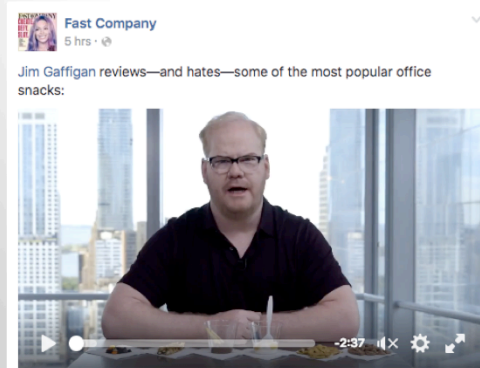 Fast Company
5 hrs ·
Jim Gaffigan reviews—and hates—some of the most popular office
snacks:
-2:37